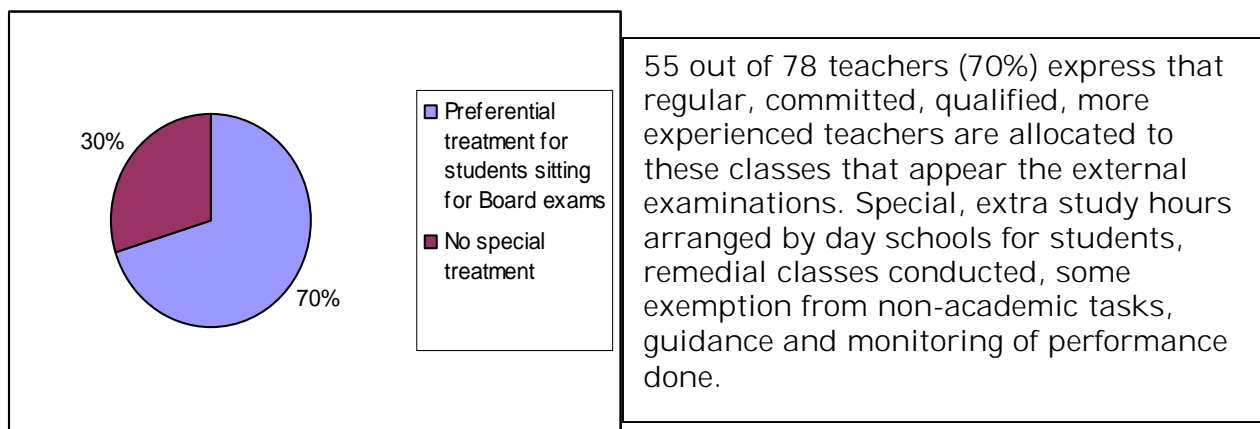 30%
70%
Preferential
treatment for
students sitting
for Board exams
No special
treatment
55 out of 78 teachers (70%) express that
regular, committed, qualified, more
experienced teachers are allocated to
these classes that appear the external
examinations. Special, extra study hours
arranged by day schools for students,
remedial classes conducted, some
exemption from non-academic tasks,
guidance and monitoring of performance
done.